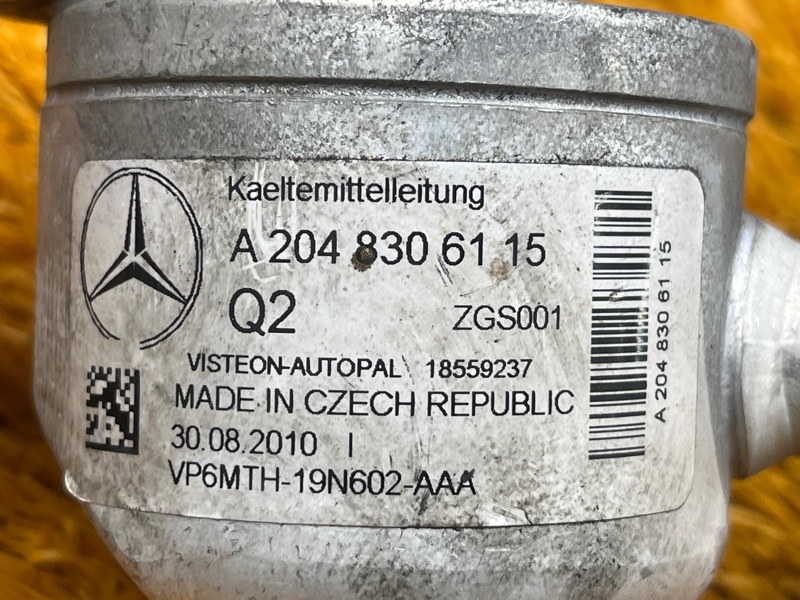 Kaeltemittelleitung
A 204 830 61 15
Q2
ZGS001
VISTEON-AUTOPAL 18559237
MADE IN CZECH REPUBLIC
30.08.2010 I
VP6MTH-19N602-AAA
A 204 830 61 15